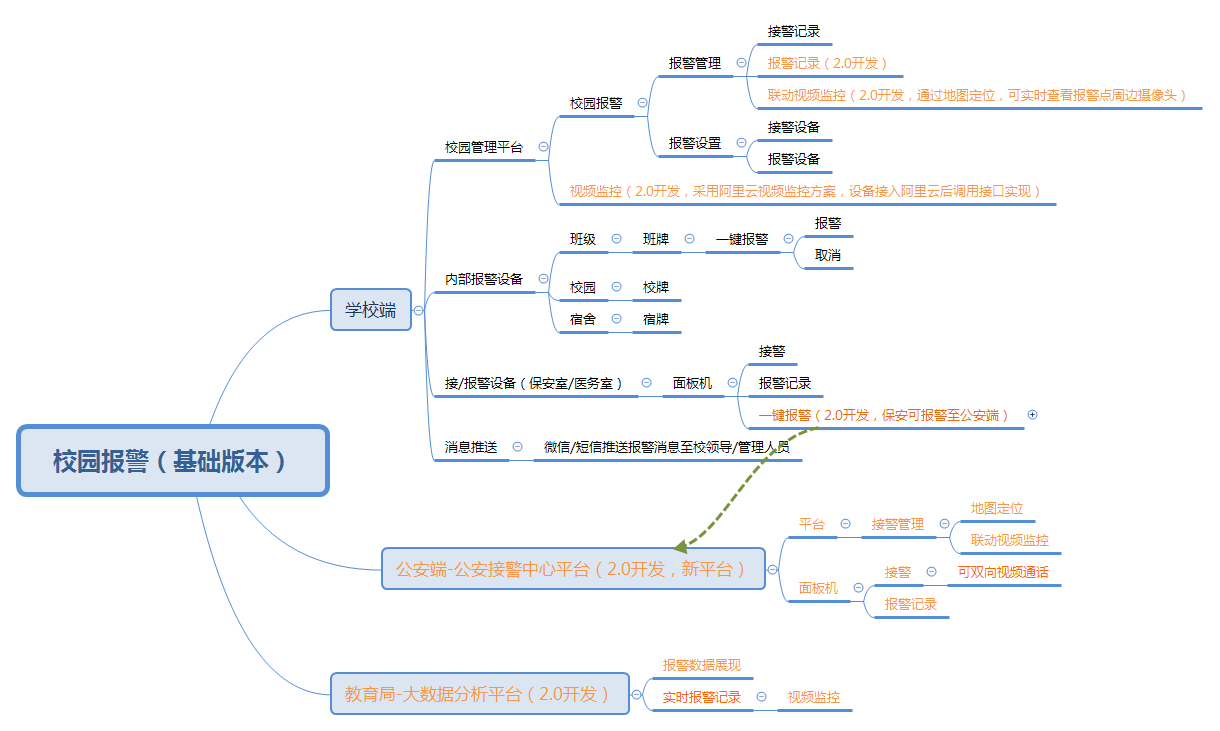 校园报警（基础版本）
学校端
校园管理平台
校园报警
报警管理
接警记录
报警记录（2.0开发）
联动视频监控（2.0开发，通过地图定位，可实时查看报警点周边摄像头）
报警设置
接警设备
报警设备
视频监控（2.0开发，采用阿里云视频监控方案，设备接入阿里云后调用接口实现）
内部报警设备
班级
班牌
一键报警
报警
取消
校园
校牌
宿舍
宿牌
接/报警设备（保安室/医务室）
面板机
接警
报警记录
一键报警（2.0开发，保安可报警至公安端）
消息推送
微信/短信推送报警消息至校领导/管理人员
公安端-公安接警中心平台（2.0开发，新平台）
平台
接警管理
地图定位
联动视频监控
面板机
接警
可双向视频通话
报警记录
教育局-大数据分析平台（2.0开发）
报警数据展现
实时报警记录
视频监控